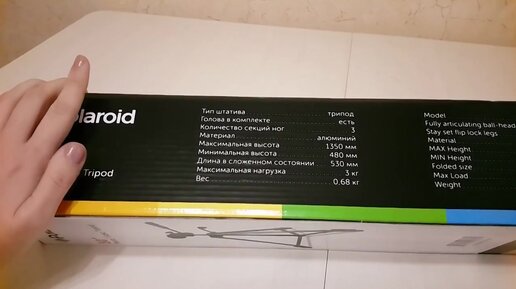 laroid
Tripod
Тип штатива трипод
Голова в комплекте есть
Количество секций ног 3
Материал алюминий
Максимальная высота 1350 мм
Минимальная высота 480 мм
Длина в сложенном состоянии 530 мм
Максимальная нагрузка 3 кг
Вес 0.68 кг
Model
Fully articulating ball-head
Stay set flip lock legs
Material
MAX Height
MIN Height
Folded size
Max Load
Weight